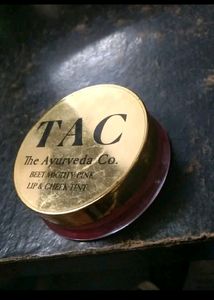 TAC
The Ayurveda Co.
BEET MIGHTY PINK
LIP & CHEEK TINT